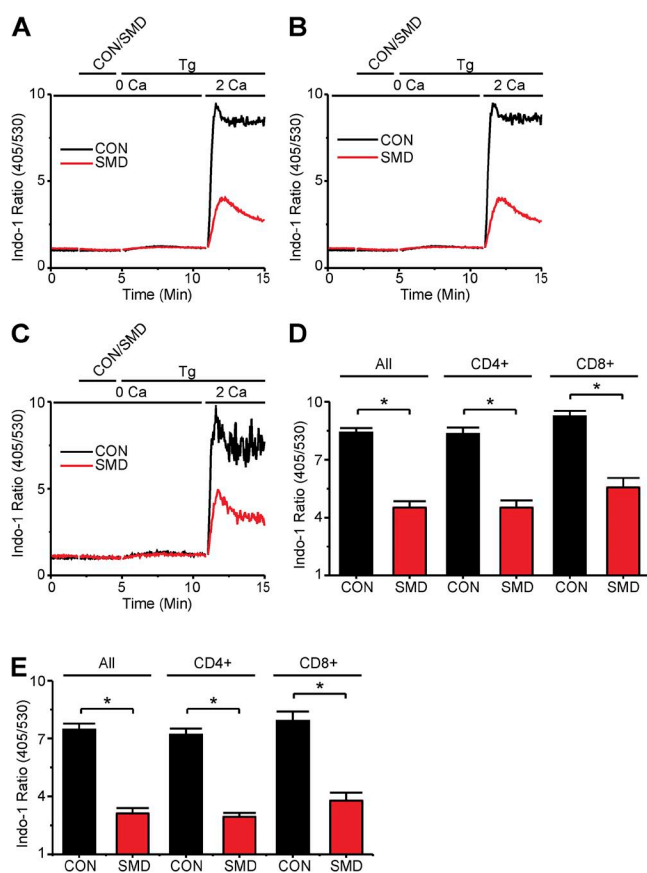 A
CON/SMD
Tg
0 Ca
2 Ca
Indo-1 Ratio (405/530)
10
5
0
CON
SMD
0
5
10
15
Time (Min)
B
CON/SMD
Tg
0 Ca
2 Ca
Indo-1 Ratio (405/530)
10
5
0
CON
SMD
0
5
10
15
Time (Min)
C
CON/SMD
Tg
0 Ca
2 Ca
Indo-1 Ratio (405/530)
10
5
0
CON
SMD
0
5
10
15
Time (Min)
D
All
CD4+
CD8+
Indo-1 Ratio (405/530)
10
7
4
1
*
*
*
CON
SMD
CON
SMD
CON
SMD
E
All
CD4+
CD8+
Indo-1 Ratio (405/530)
10
7
4
1
*
*
*
CON
SMD
CON
SMD
CON
SMD